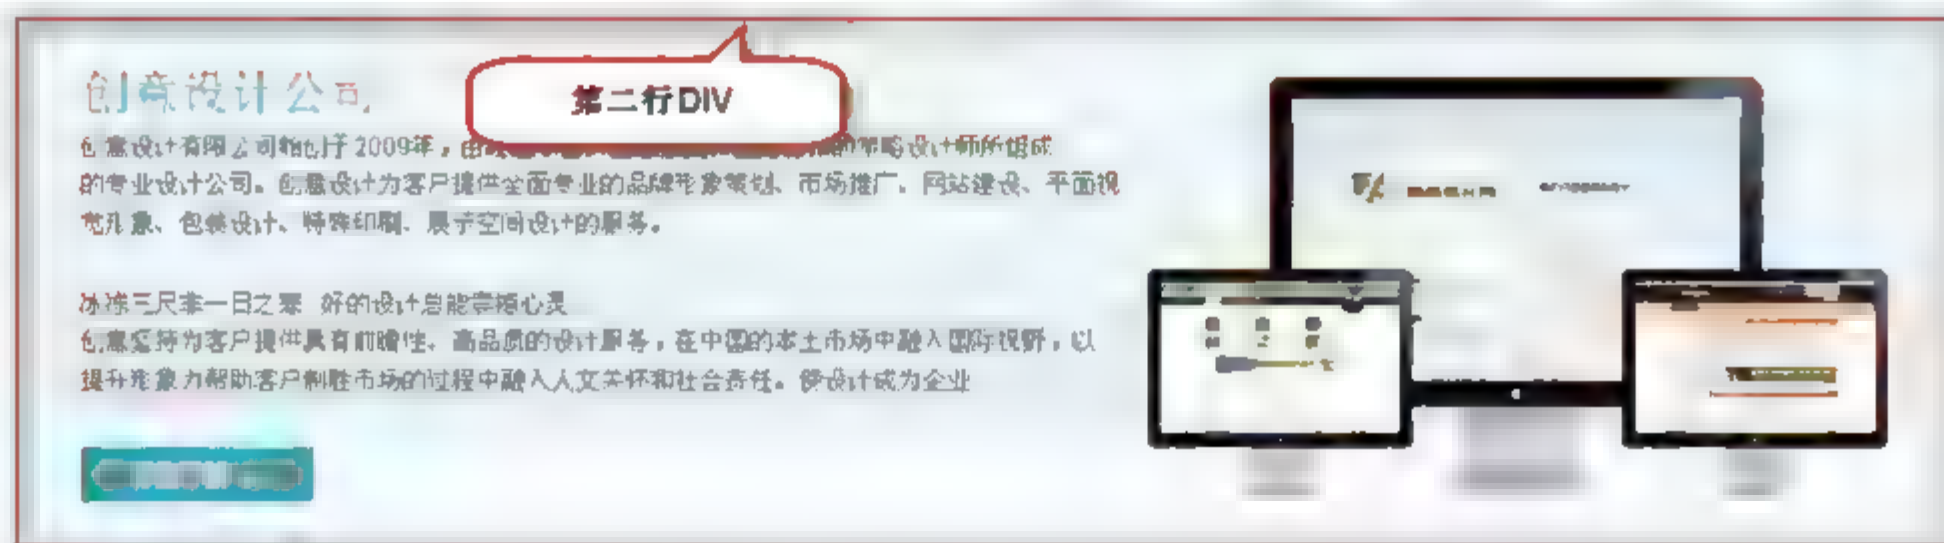 创意设计公司
第二行DIV
创意设计有限公司始创于2009年，由 的策略设计师所组成
的专业设计公司。创意设计为客户提供全面专业的品牌形象策划、市场推广、网站建设、平面视
觉形象、包装设计、特殊印刷、展示空间设计的服务。
冰冻三尺非一日之寒 好的设计总能震撼心灵
创意坚持为客户提供具有前瞻性、高品质的设计服务，在中国的本土市场中融入国际视野，以
提升形象力帮助客户制胜市场的过程中融入人文关怀和社会责任。使设计成为企业